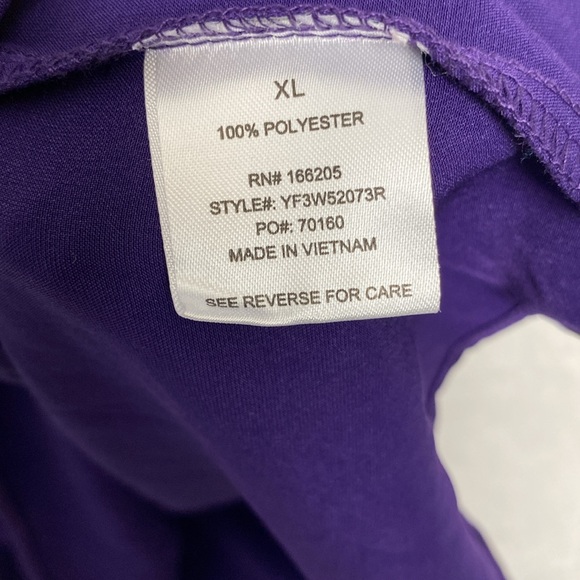 XL
100% POLYESTER
RN# 166205
STYLE#: YF3W52073R
PO#: 70160
MADE IN VIETNAM
SEE REVERSE FOR CARE